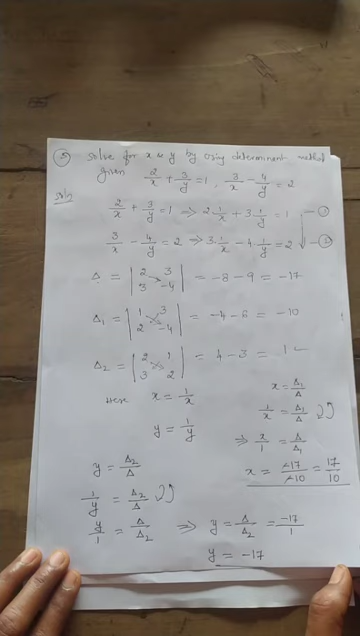 ② Solve for x & y by using determinant method
given 2/x + 3/y = 1, 3/x - 4/y = 2
Soln
2/x + 3/y = 1 ⇒ 2 1/x + 3 1/y = 1 — ①
3/x - 4/y = 2 ⇒ 3 1/x - 4 1/y = 2 — ②
Δ = | 2 3 | = -8 - 9 = -17
| 3 -4 |
Δ1 = | 1 3 | = -4 - 6 = -10
| 2 -4 |
Δ2 = | 2 1 | = 4 - 3 = 1
| 3 2 |
Here x = 1/x
y = 1/y
x = Δ1/Δ
1/x = Δ1/Δ
⇒ x/1 = Δ/Δ1
x = -17/-10 = 17/10
y = Δ2/Δ
1/y = Δ2/Δ
y/1 = Δ/Δ2 ⇒ y = Δ/Δ2 = -17/1
y = -17